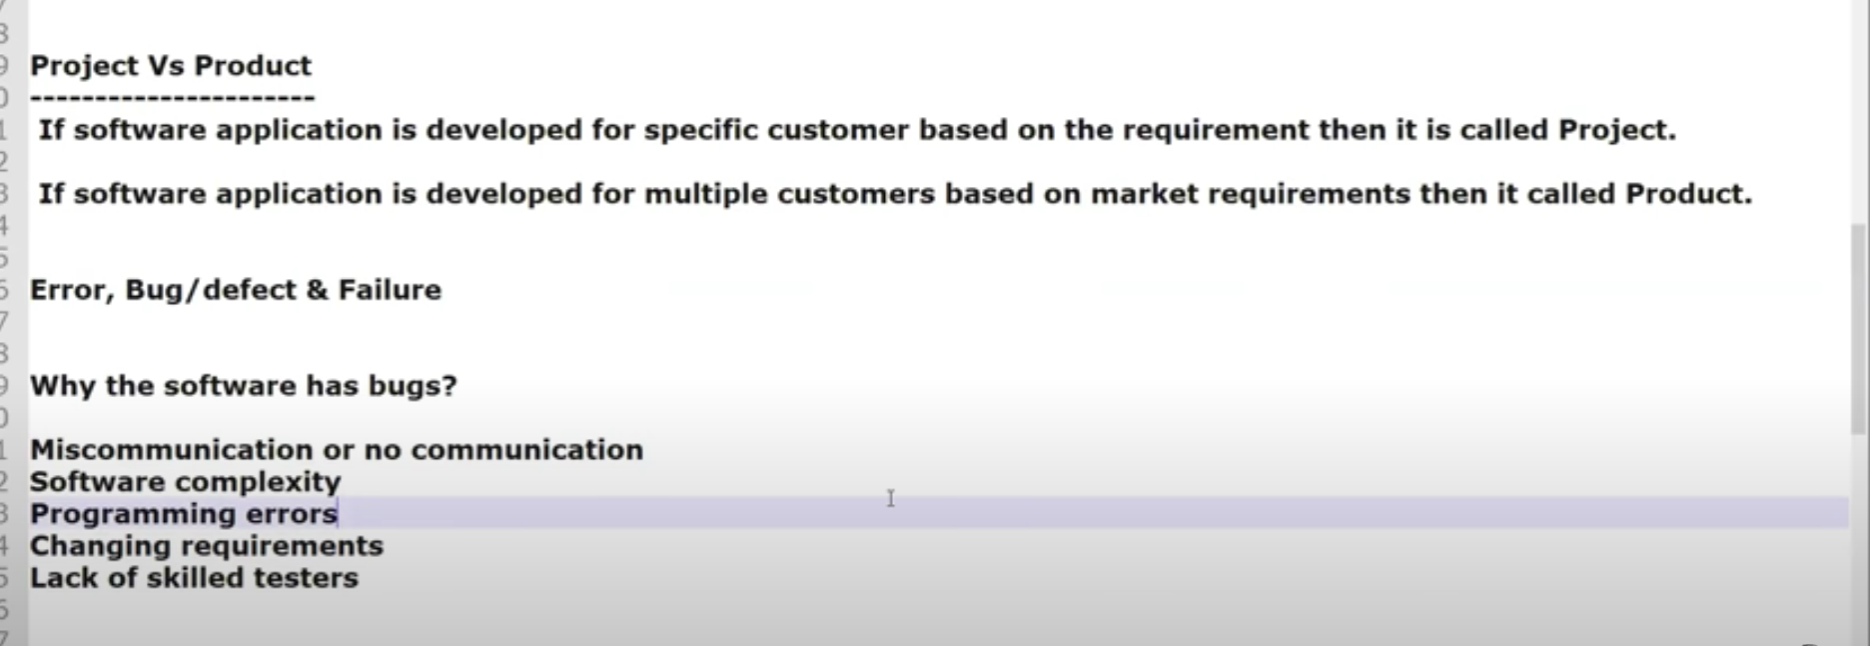 Project Vs Product
----------------------
If software application is developed for specific customer based on the requirement then it is called Project.
If software application is developed for multiple customers based on market requirements then it called Product.
Error, Bug/defect & Failure
Why the software has bugs?
Miscommunication or no communication
Software complexity
Programming errors
Changing requirements
Lack of skilled testers